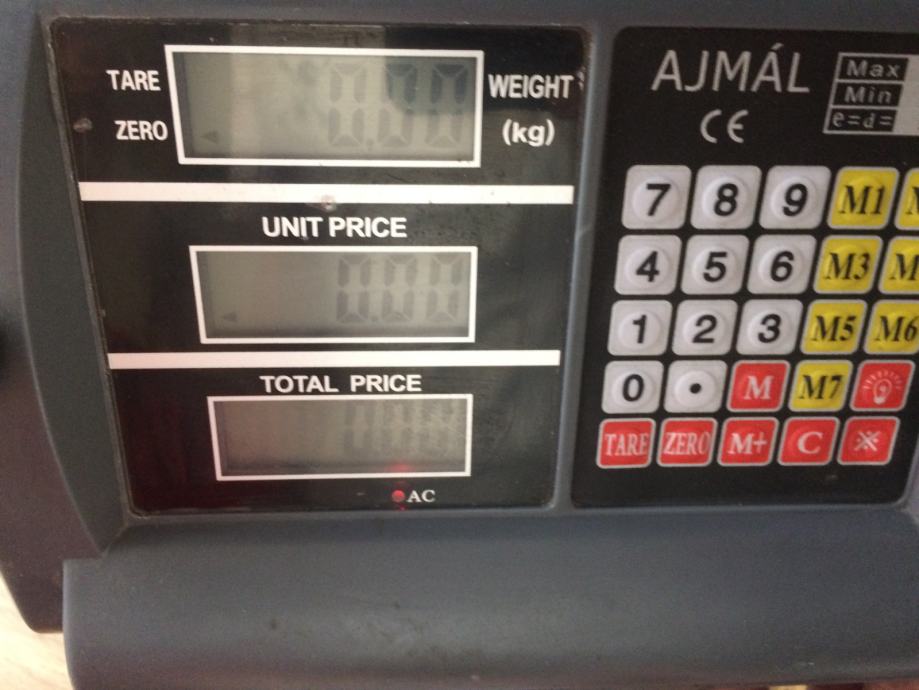 TARE
ZERO
WEIGHT
(kg)
0.00
UNIT PRICE
0.00
TOTAL PRICE
AC
AJMÁL
CE
Max
Min
e=d=
7 8 9 M1
4 5 6 M3
1 2 3 M5 M6
0 • M M7
TARE ZERO M+ C